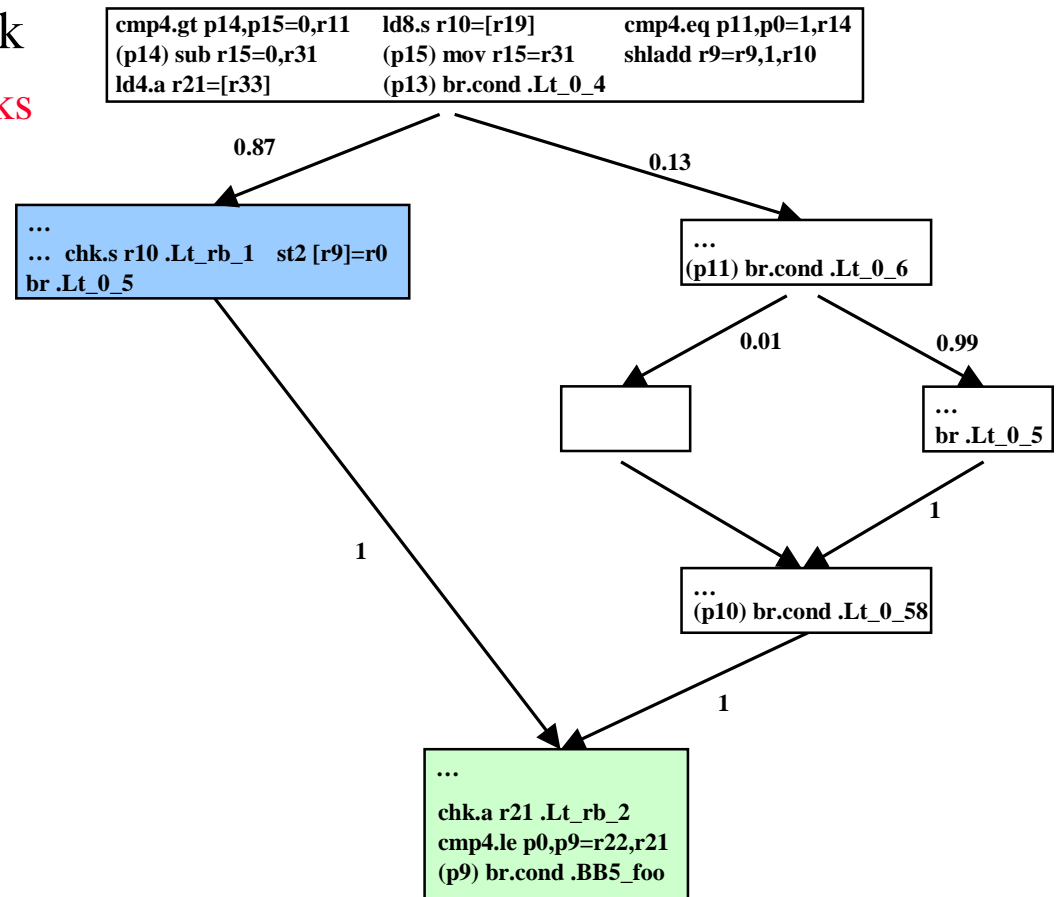 k
ks
cmp4.gt p14,p15=0,r11 ld8.s r10=[r19] cmp4.eq p11,p0=1,r14
(p14) sub r15=0,r31 (p15) mov r15=r31 shladd r9=r9,1,r10
ld4.a r21=[r33] (p13) br.cond .Lt_0_4
0.87
0.13
…
… chk.s r10 .Lt_rb_1 st2 [r9]=r0
br .Lt_0_5
…
(p11) br.cond .Lt_0_6
0.01
0.99
…
br .Lt_0_5
1
1
…
(p10) br.cond .Lt_0_58
1
…
chk.a r21 .Lt_rb_2
cmp4.le p0,p9=r22,r21
(p9) br.cond .BB5_foo